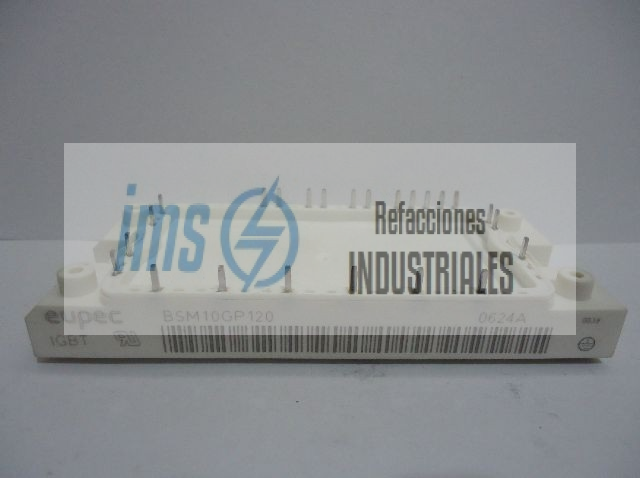 ims
Refacciones
INDUSTRIALES
eupec
BSM10GP120
0624A
IGBT